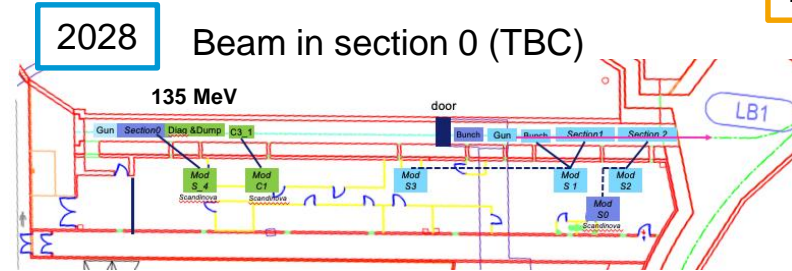 2028
Beam in section 0 (TBC)
135 MeV
door
LB1
Gun Section0 Diag &Dump C3_1 Bunch Gun Bunch Section1 Section 2
Mod
S_4
Scandinova
Mod
C1
Scandinova
Mod
S3
Mod
S 1
Mod
S2
Mod
S0
Scandinova